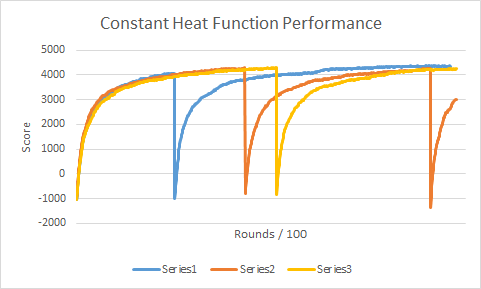 Constant Heat Function Performance
5000
4000
3000
2000
1000
0
-1000
-2000
Score
Rounds / 100
Series1 Series2 Series3